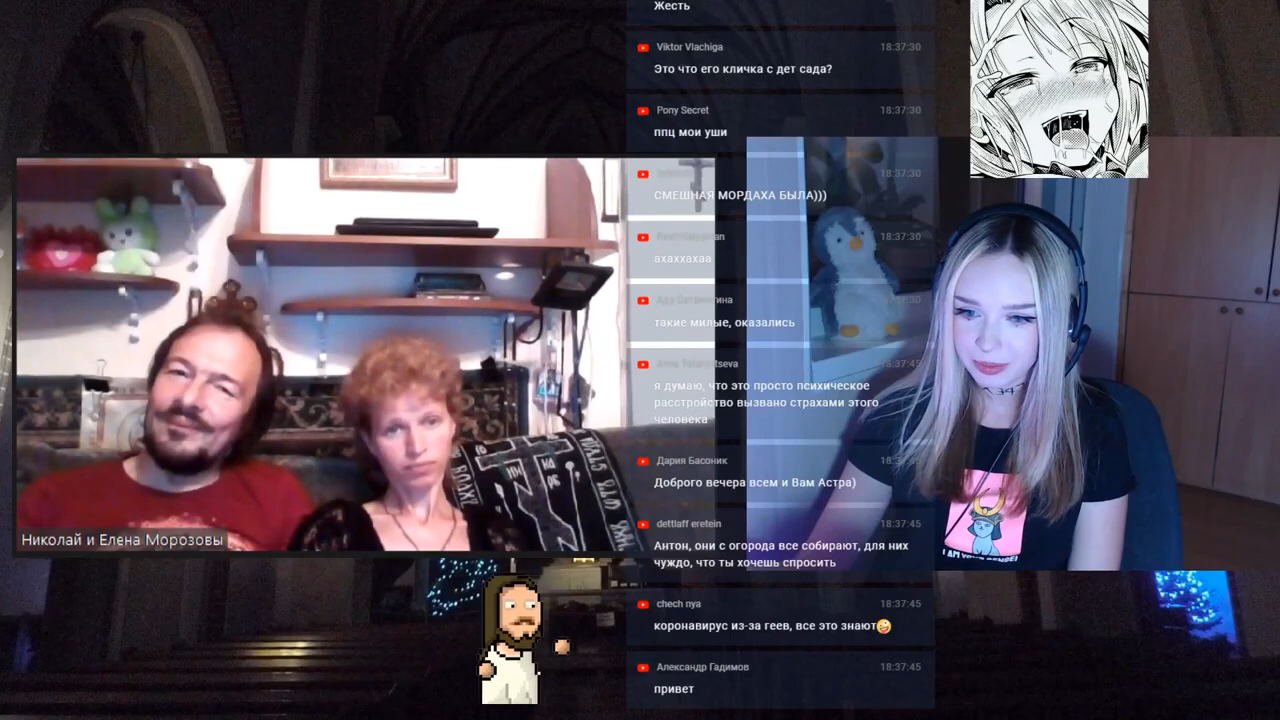 Жесть
Viktor Vlachiga 18:37:30
Это что его кличка с дет сада?
Pony Secret 18:37:30
ппц мои уши
18:37:30
СМЕШНАЯ МОРДАХА БЫЛА)))
18:37:30
ахаххахаа
такие милые, оказались
18:37:45
я думаю, что это просто психическое
расстройство вызвано страхами этого
человека
Дария Басоник
Доброго вечера всем и Вам Астра)
dettlaff eretein 18:37:45
Антон, они с огорода все собирают, для них
чуждо, что ты хочешь спросить
chech nya 18:37:45
коронавирус из-за геев, все это знают
Александр Гадимов 18:37:45
привет
Николай и Елена Морозовы